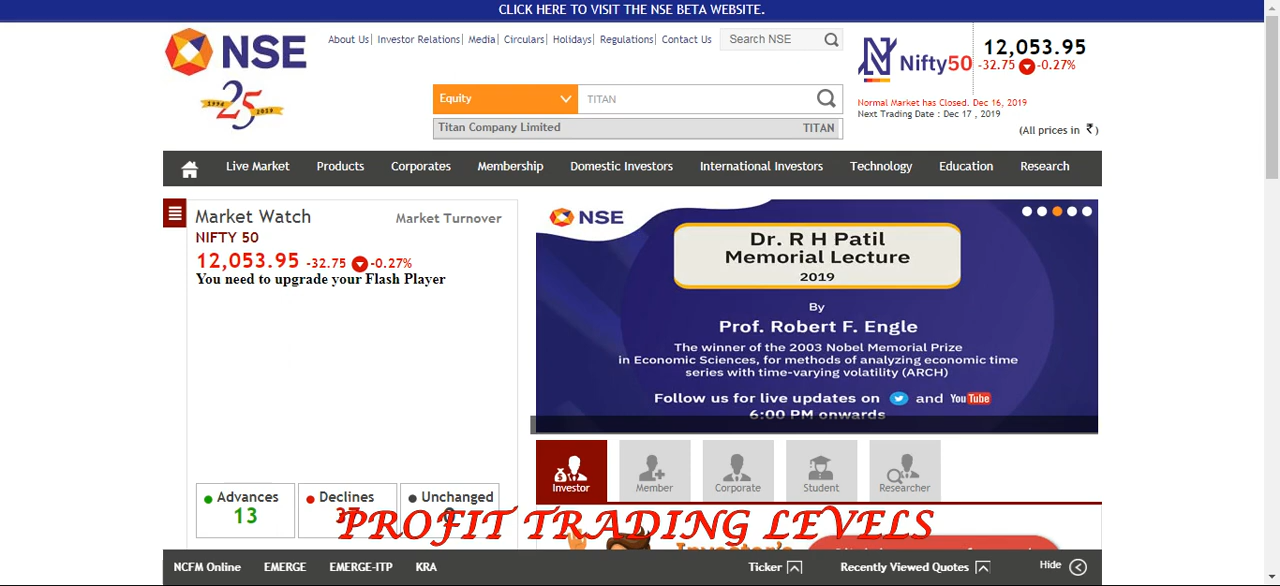 CLICK HERE TO VISIT THE NSE BETA WEBSITE.
NSE
1994 25 2019
About Us| Investor Relations| Media| Circulars| Holidays| Regulations| Contact Us
Search NSE
Nifty50
12,053.95
-32.75 -0.27%
Normal Market has Closed. Dec 16, 2019
Next Trading Date : Dec 17 , 2019
(All prices in ₹ )
Equity
TITAN
Titan Company Limited TITAN
Live Market Products Corporates Membership Domestic Investors International Investors Technology Education Research
Market Watch Market Turnover
NIFTY 50
12,053.95 -32.75 -0.27%
You need to upgrade your Flash Player
NSE
Dr. R H Patil
Memorial Lecture
2019
By
Prof. Robert F. Engle
The winner of the 2003 Nobel Memorial Prize
in Economic Sciences, for methods of analyzing economic time
series with time-varying volatility (ARCH)
Follow us for live updates on and YouTube
6:00 PM onwards
Investor Member Corporate Student Researcher
Advances
13
Declines
37
Unchanged
PROFIT TRADING LEVELS
Investor's
NCFM Online EMERGE EMERGE-ITP KRA Ticker Recently Viewed Quotes Hide